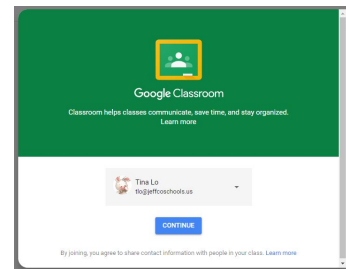 Google Classroom
Classroom helps classes communicate, save time, and stay organized.
Learn more
Tina Lo
tlo@jeffcoschools.us
CONTINUE
By joining, you agree to share contact information with people in your class. Learn more